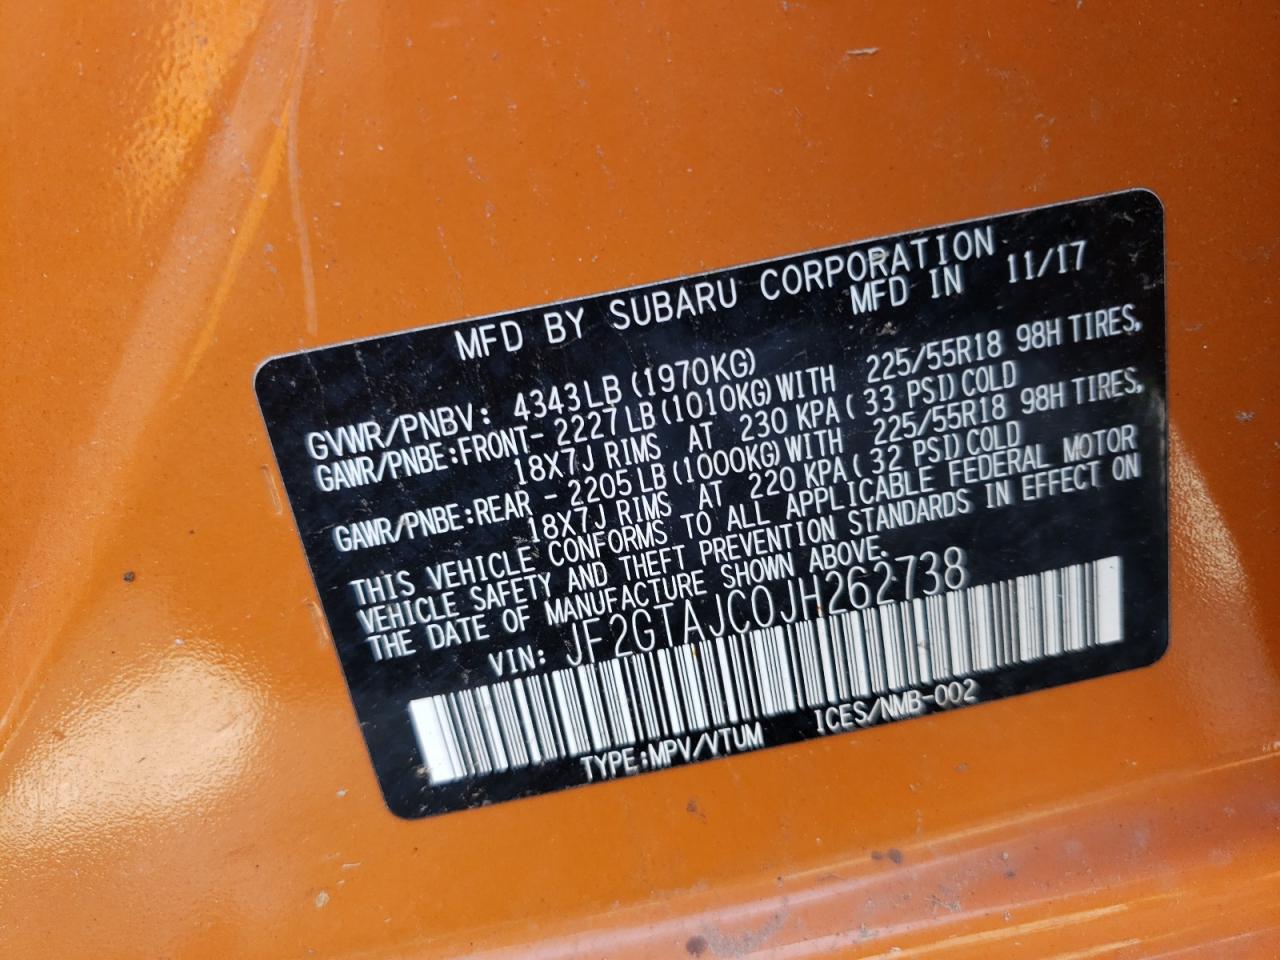 MFD BY SUBARU CORPORATION
MFD IN 11/17
GVWR/PNBV: 4343LB (1970KG)
GAWR/PNBE:FRONT- 2227LB (1010KG) WITH 225/55R18 98H TIRES,
18X7J RIMS AT 230 KPA ( 33 PSI) COLD
GAWR/PNBE:REAR - 2205LB (1000KG) WITH 225/55R18 98H TIRES,
18X7J RIMS AT 220 KPA ( 32 PSI) COLD
THIS VEHICLE CONFORMS TO ALL APPLICABLE FEDERAL MOTOR
VEHICLE SAFETY AND THEFT PREVENTION STANDARDS IN EFFECT ON
THE DATE OF MANUFACTURE SHOWN ABOVE.
VIN: JF2GTAJC0JH262738
TYPE:MPV/VTUM ICES/NMB-002